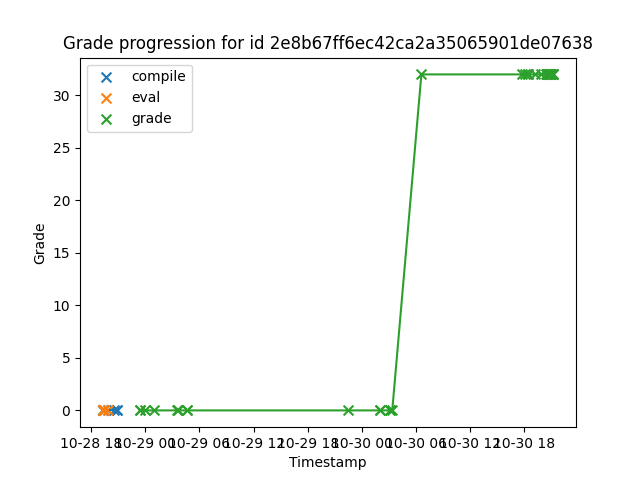 Grade progression for id 2e8b67ff6ec42ca2a35065901de07638
compile
eval
grade
Grade
30
25
20
15
10
5
0
10-28 18 10-29 00 10-29 06 10-29 12 10-29 18 10-30 00 10-30 06 10-30 12 10-30 18
Timestamp